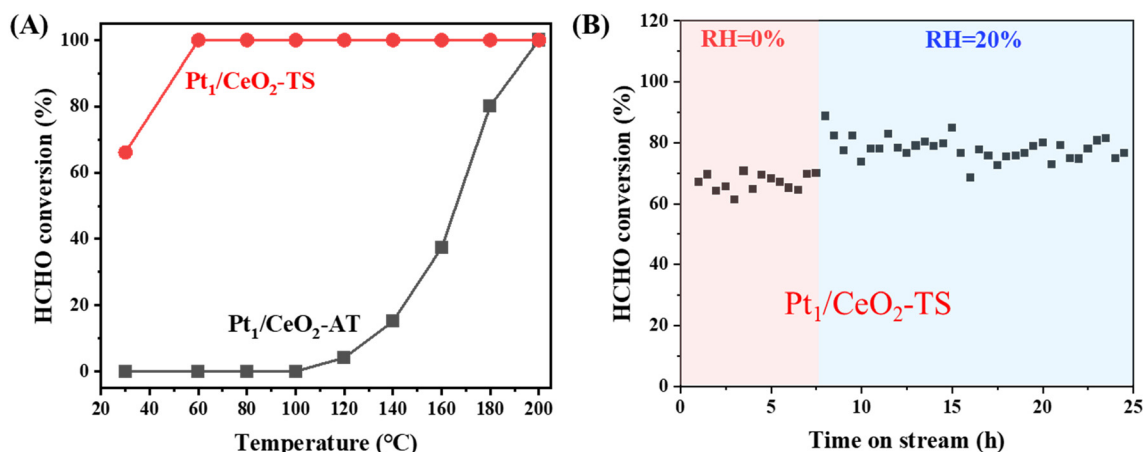 (A)
HCHO conversion (%)
100
80
60
40
20
0
Pt₁/CeO₂-TS
Pt₁/CeO₂-AT
20 40 60 80 100 120 140 160 180 200
Temperature (°C)
(B)
HCHO conversion (%)
120
100
80
60
40
20
0
RH=0%
RH=20%
Pt₁/CeO₂-TS
0 5 10 15 20 25
Time on stream (h)